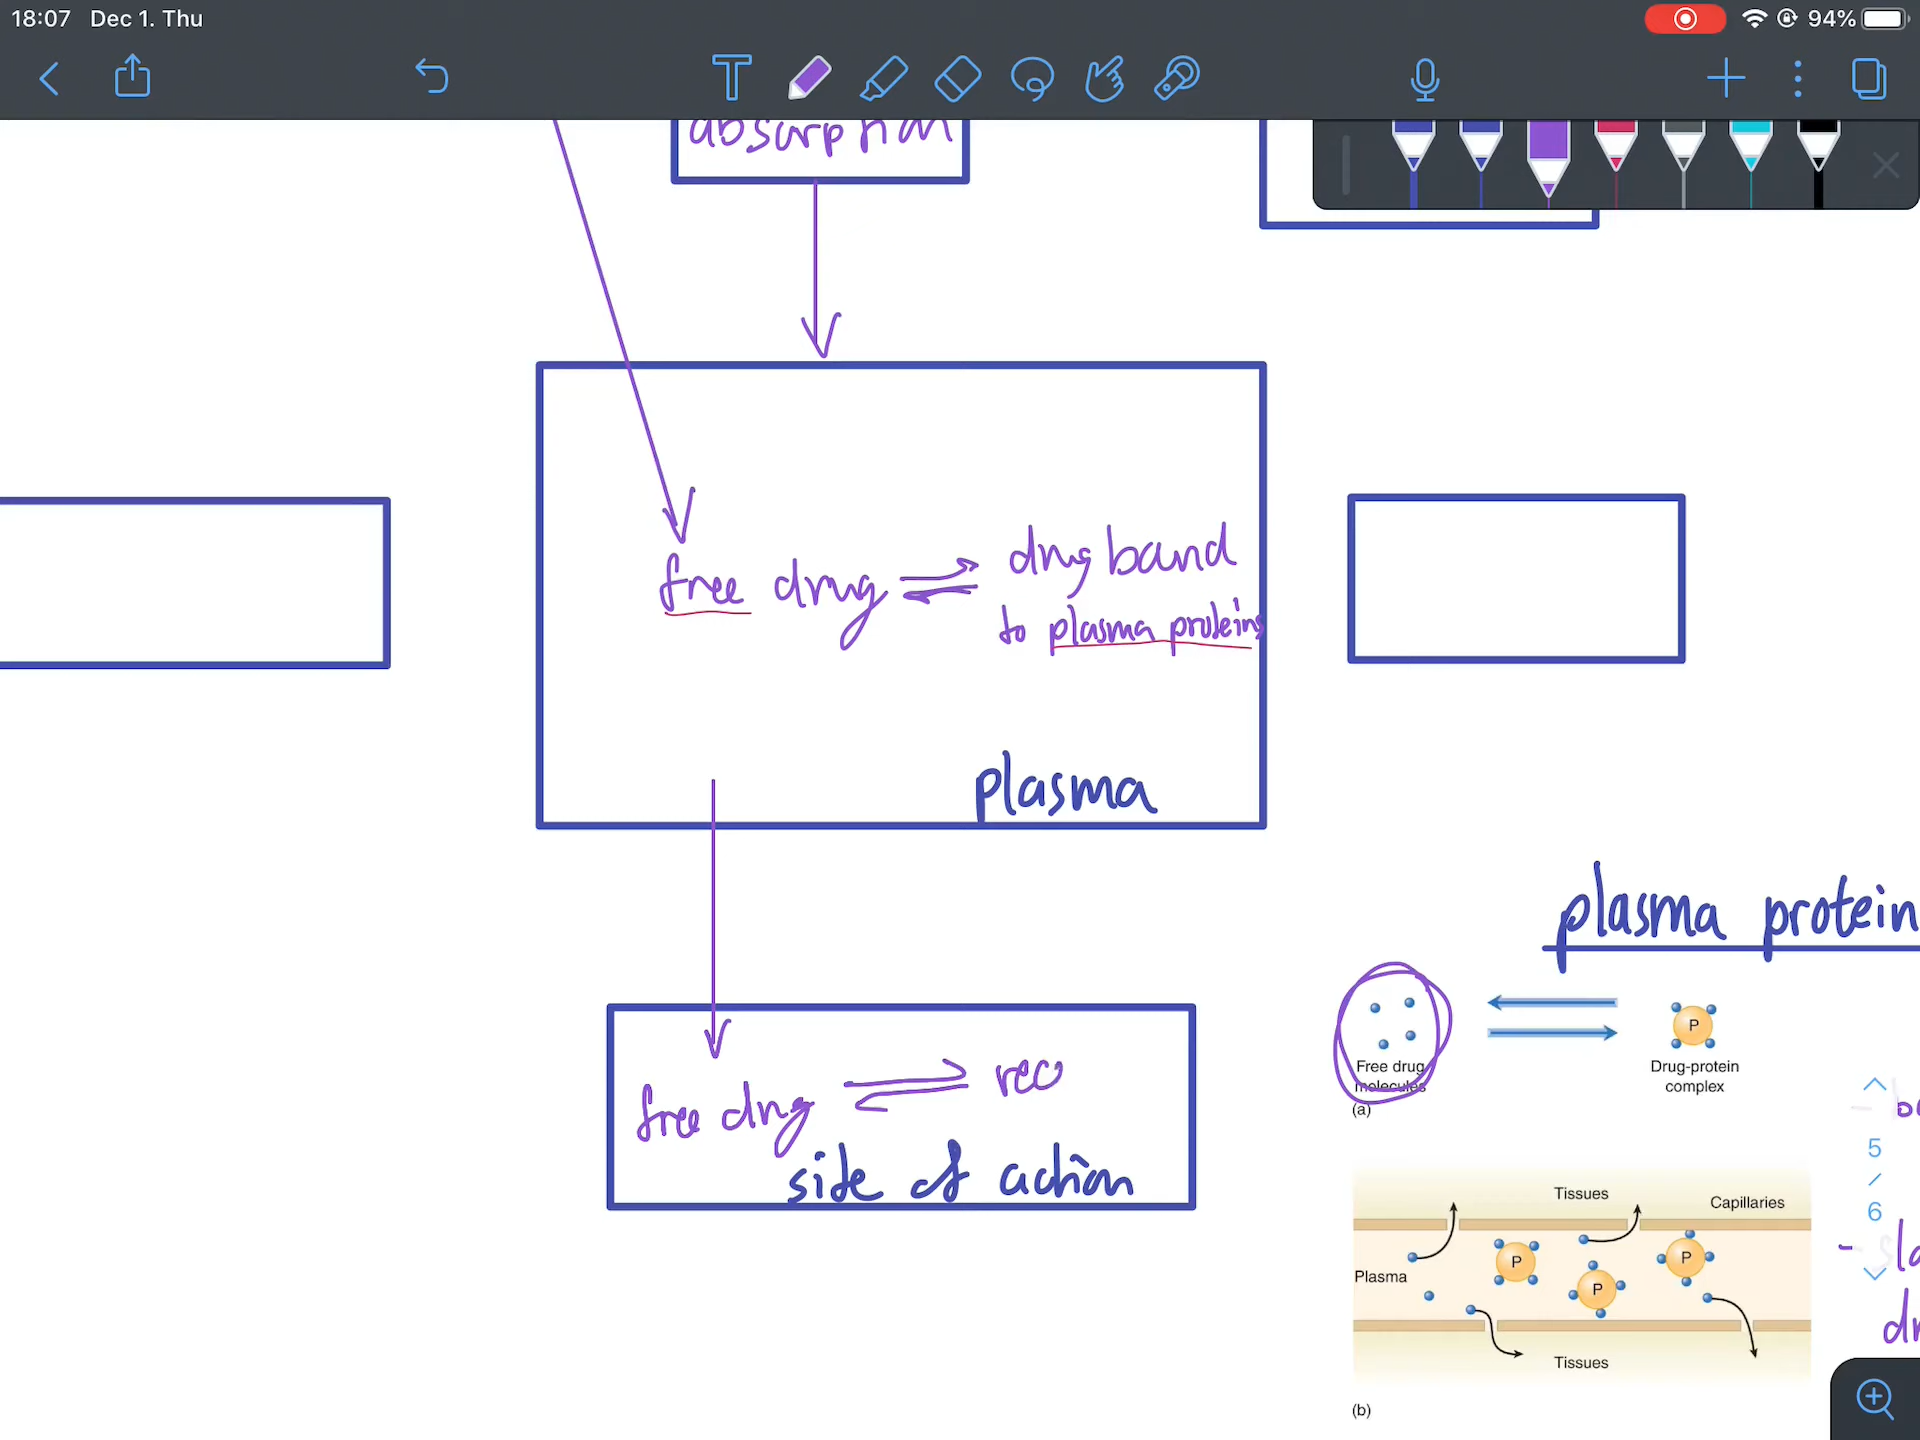 18:07 Dec 1. Thu
94%
absorption
free drug
drug band
to plasma proteins
plasma
free drug
rec
site of action
plasma protein
Free drug
molecules
(a)
P
Drug-protein
complex
5
/
6
Tissues
Capillaries
Plasma
P
P
P
Tissues
(b)